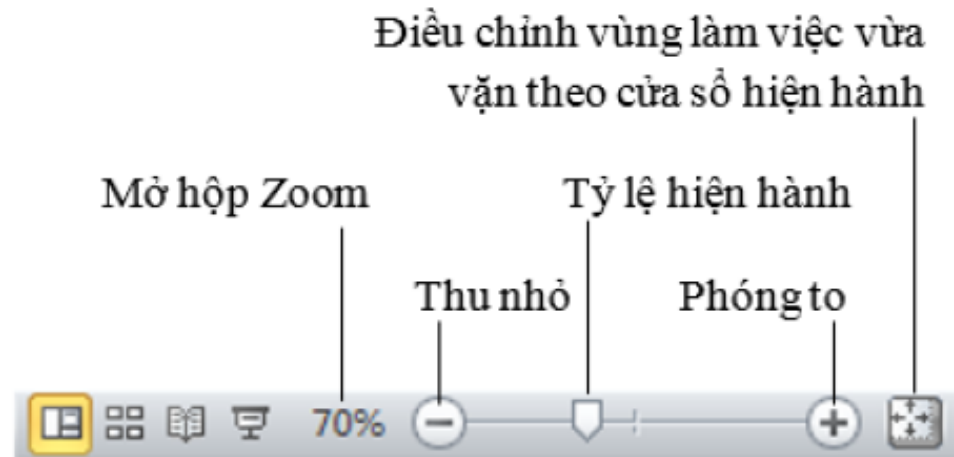 Điều chỉnh vùng làm việc vừa
vặn theo cửa sổ hiện hành
Mở hộp Zoom
Tỷ lệ hiện hành
Thu nhỏ
Phóng to
70%